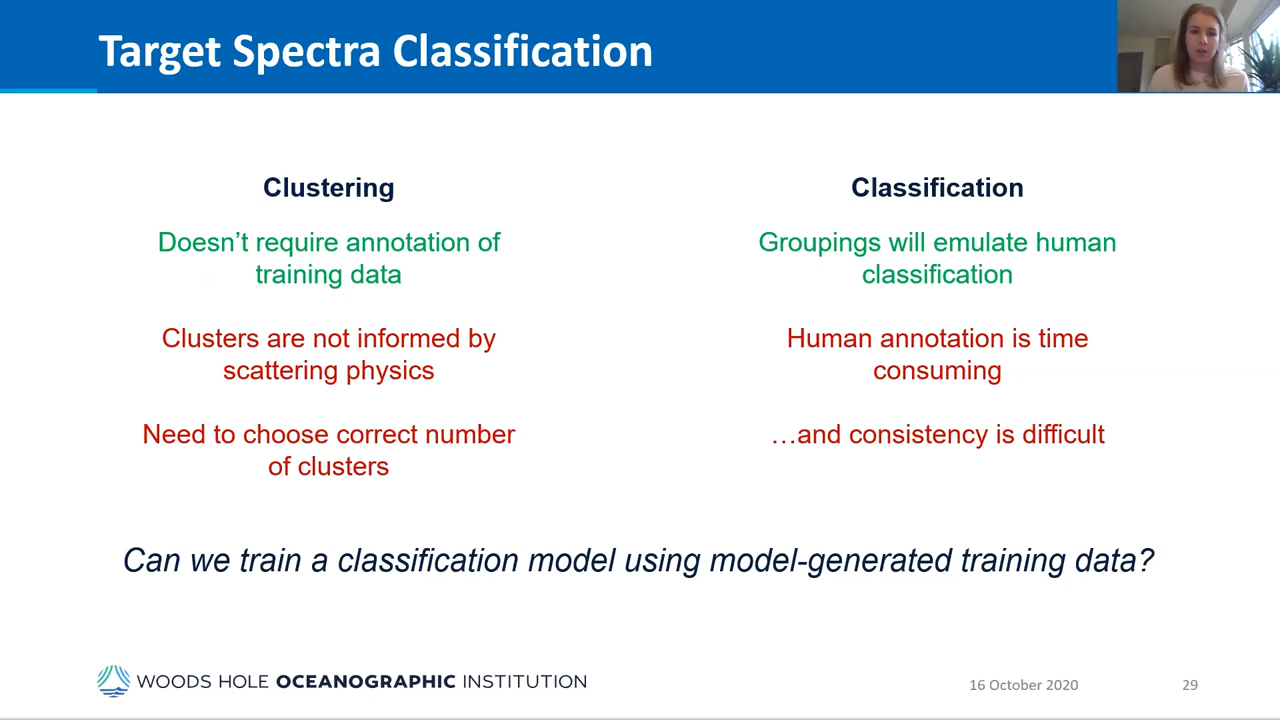 Target Spectra Classification
Clustering
Doesn't require annotation of
training data
Clusters are not informed by
scattering physics
Need to choose correct number
of clusters
Classification
Groupings will emulate human
classification
Human annotation is time
consuming
…and consistency is difficult
Can we train a classification model using model-generated training data?
WOODS HOLE OCEANOGRAPHIC INSTITUTION
16 October 2020
29